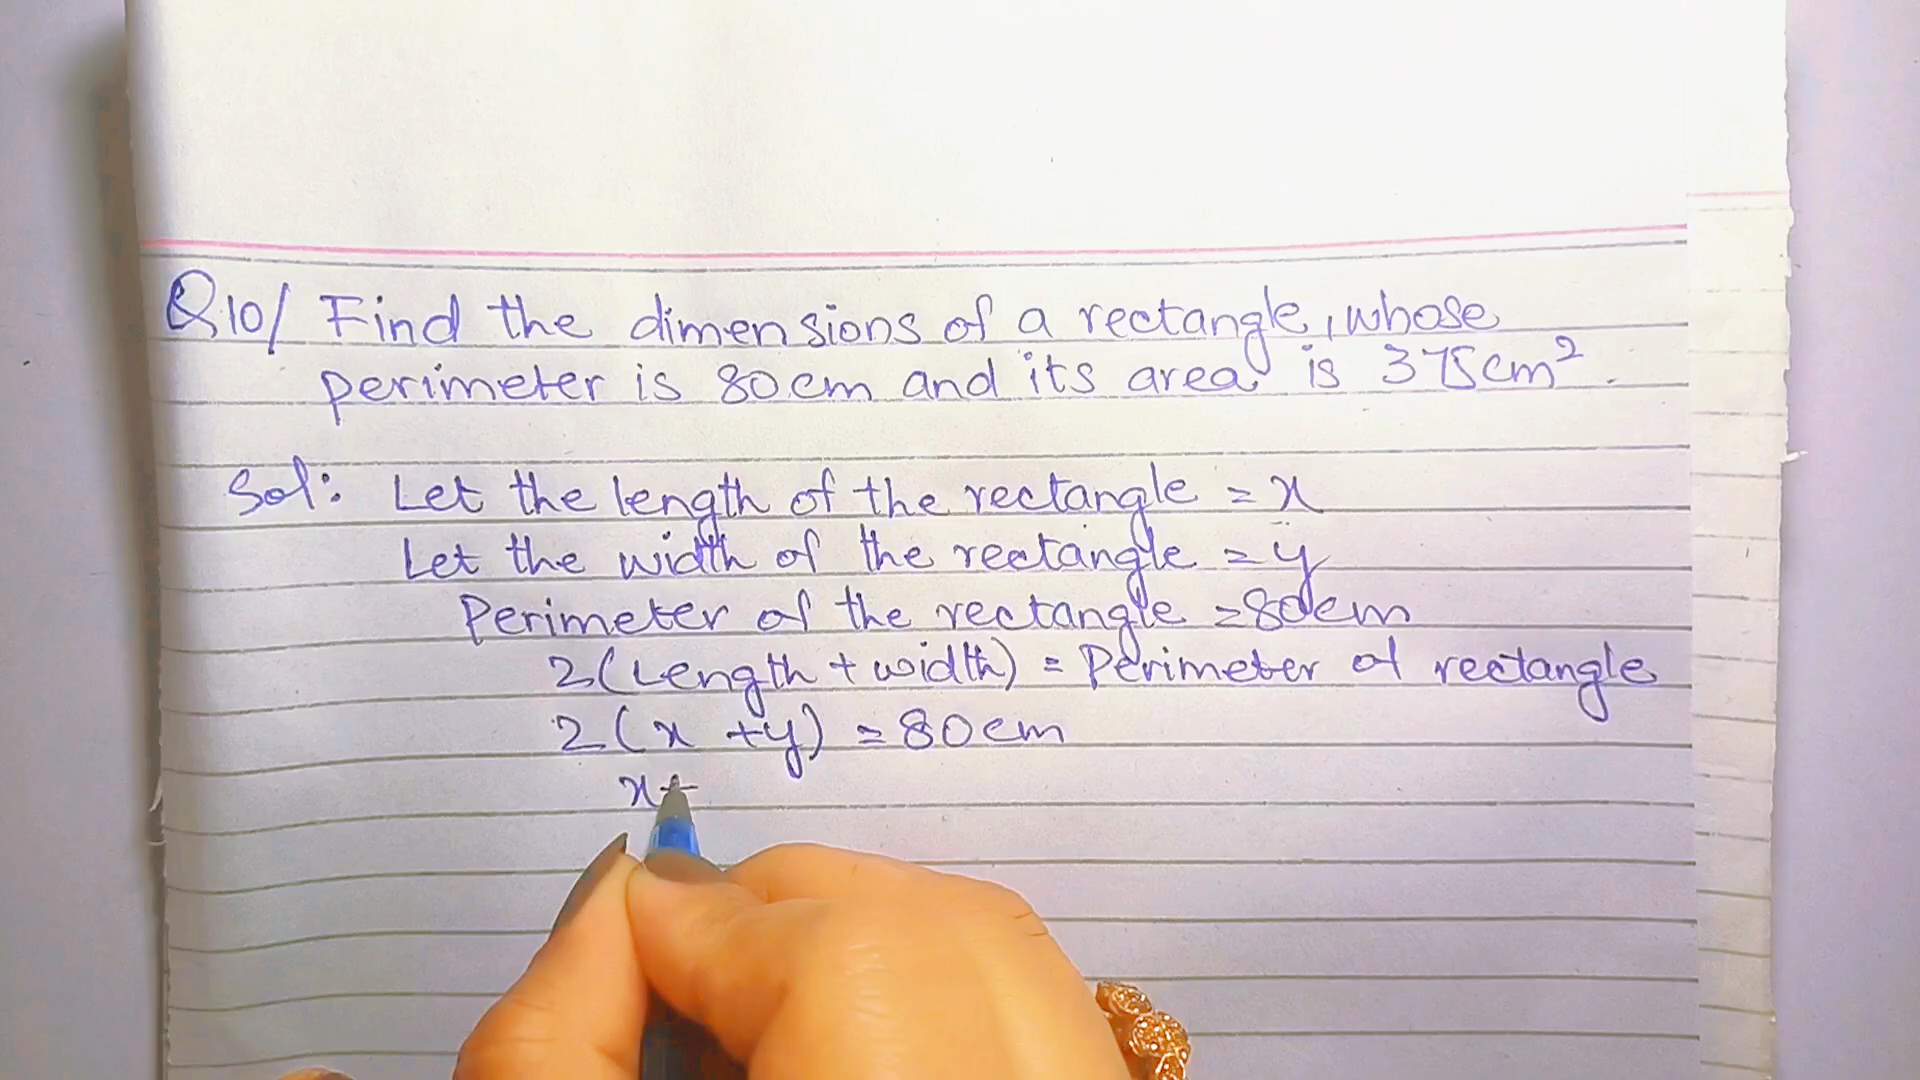 Q.10/ Find the dimensions of a rectangle, whose
perimeter is 80cm and its area is 375cm².
Sol: Let the length of the rectangle = x
Let the width of the rectangle = y
Perimeter of the rectangle = 80cm
2(Length + width) = Perimeter of rectangle
2(x + y) = 80cm
x+